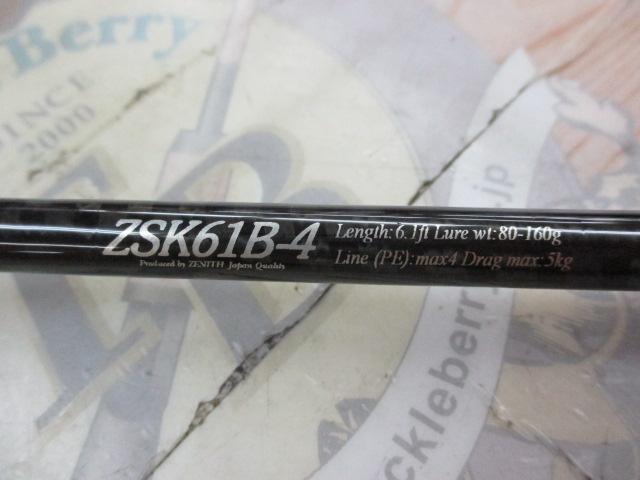 Berry
SINCE
2000
ZSK61B-4
Produced by ZENITH Japan Quality
Length: 6.1ft Lure wt: 80-160g
Line (PE): max4 Drag max: 5kg
ckleberry.jp